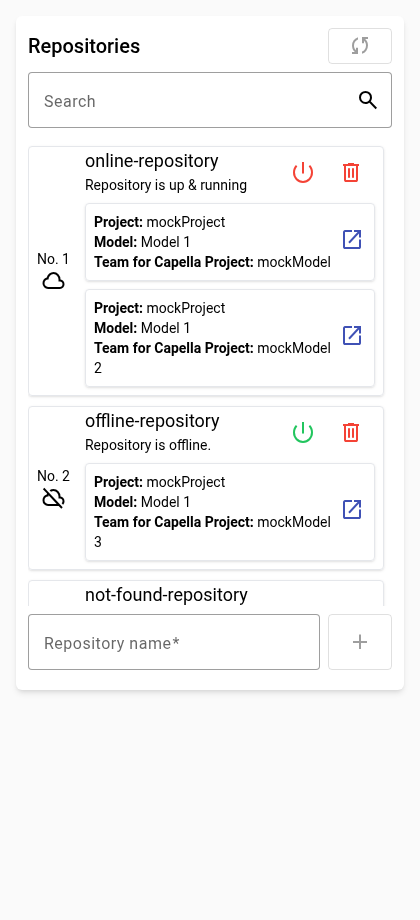 Repositories
Search
online-repository
Repository is up & running
Project: mockProject
Model: Model 1
Team for Capella Project: mockModel
No. 1
Project: mockProject
Model: Model 1
Team for Capella Project: mockModel
2
offline-repository
Repository is offline.
No. 2
Project: mockProject
Model: Model 1
Team for Capella Project: mockModel
3
not-found-repository
Repository name*